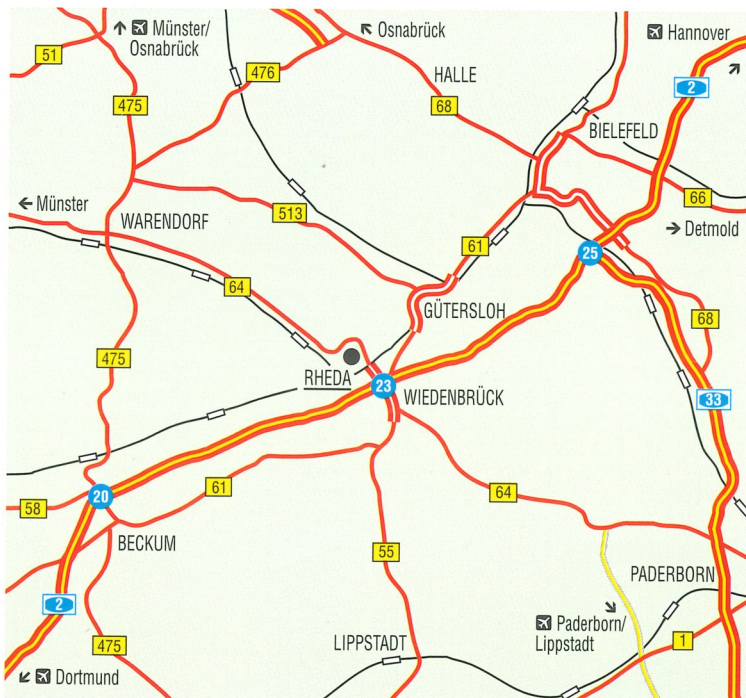 Münster/
Osnabrück
Osnabrück
Hannover
51
476
HALLE
2
475
68
BIELEFELD
66
Münster
513
WARENDORF
61
Detmold
25
64
GÜTERSLOH
68
475
RHEDA
23
WIEDENBRÜCK
33
20
61
64
58
BECKUM
55
2
PADERBORN
Paderborn/
Lippstadt
475
LIPPSTADT
1
Dortmund